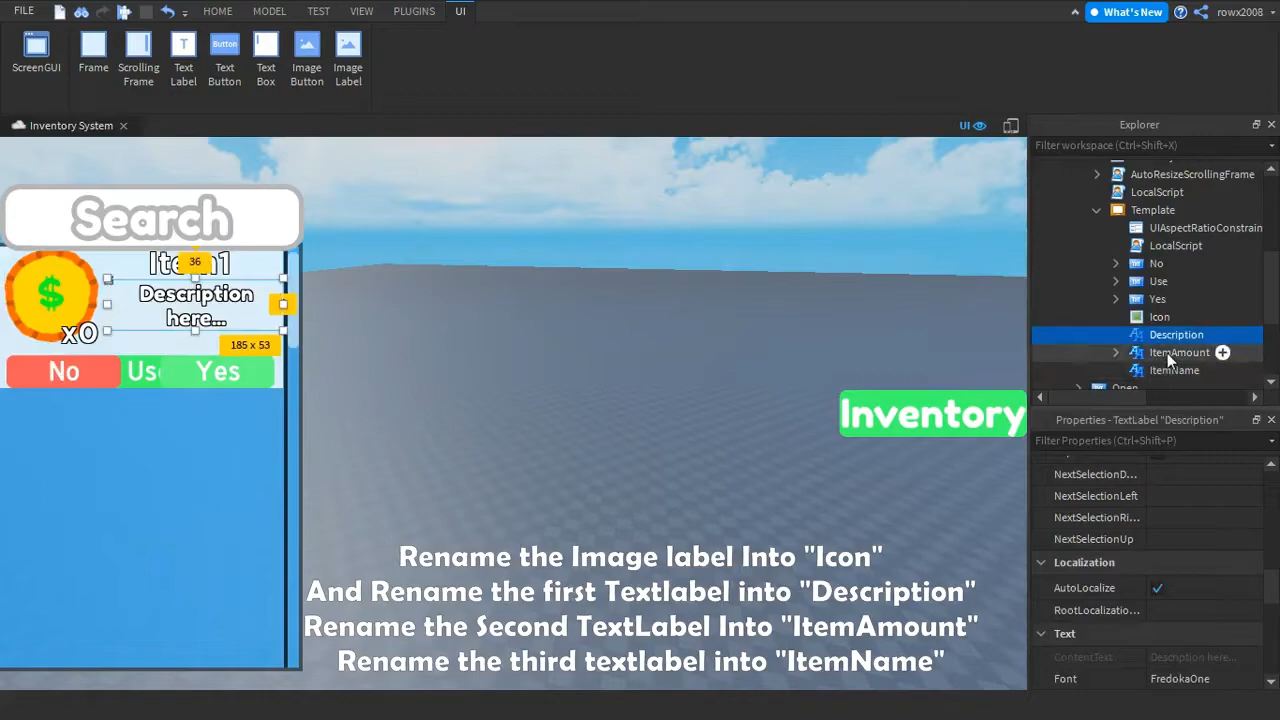 FILE
HOME
MODEL
TEST
VIEW
PLUGINS
UI
What's New
rowx2008
ScreenGUI
Frame
Scrolling
Frame
Text
Label
Text
Button
Text
Box
Image
Button
Image
Label
Button
T
Inventory System
UI
Explorer
Filter workspace (Ctrl+Shift+X)
AutoResizeScrollingFrame
LocalScript
Template
UIAspectRatioConstrain
LocalScript
No
Use
Yes
Icon
Description
ItemAmount
ItemName
Open
Search
Item1
36
Description
here...
$
x0
185 x 53
No
Use
Yes
Inventory
Rename the Image label Into "Icon"
And Rename the first Textlabel into "Description"
Rename the Second TextLabel Into "ItemAmount"
Rename the third textlabel into "ItemName"
Properties - TextLabel "Description"
Filter Properties (Ctrl+Shift+P)
NextSelectionD...
NextSelectionLeft
NextSelectionRi...
NextSelectionUp
Localization
AutoLocalize
RootLocalizatio...
Text
ContentText
Description here...
Font
FredokaOne